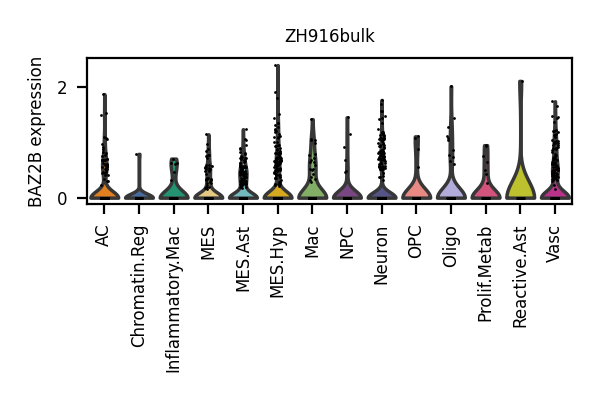 ZH916bulk
BAZ2B expression
2
0
AC
Chromatin.Reg
Inflammatory.Mac
MES
MES.Ast
MES.Hyp
Mac
NPC
Neuron
OPC
Oligo
Prolif.Metab
Reactive.Ast
Vasc